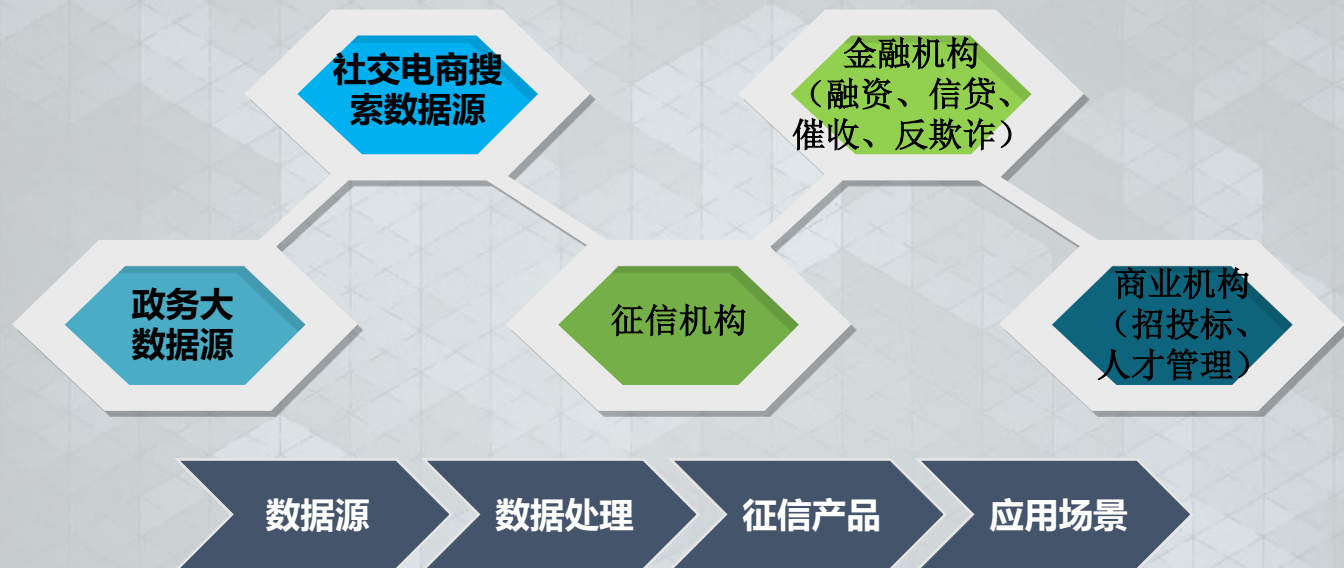 社交电商搜
索数据源
金融机构
（融资、信贷、
催收、反欺诈）
政务大
数据源
征信机构
商业机构
（招投标、
人才管理）
数据源
数据处理
征信产品
应用场景